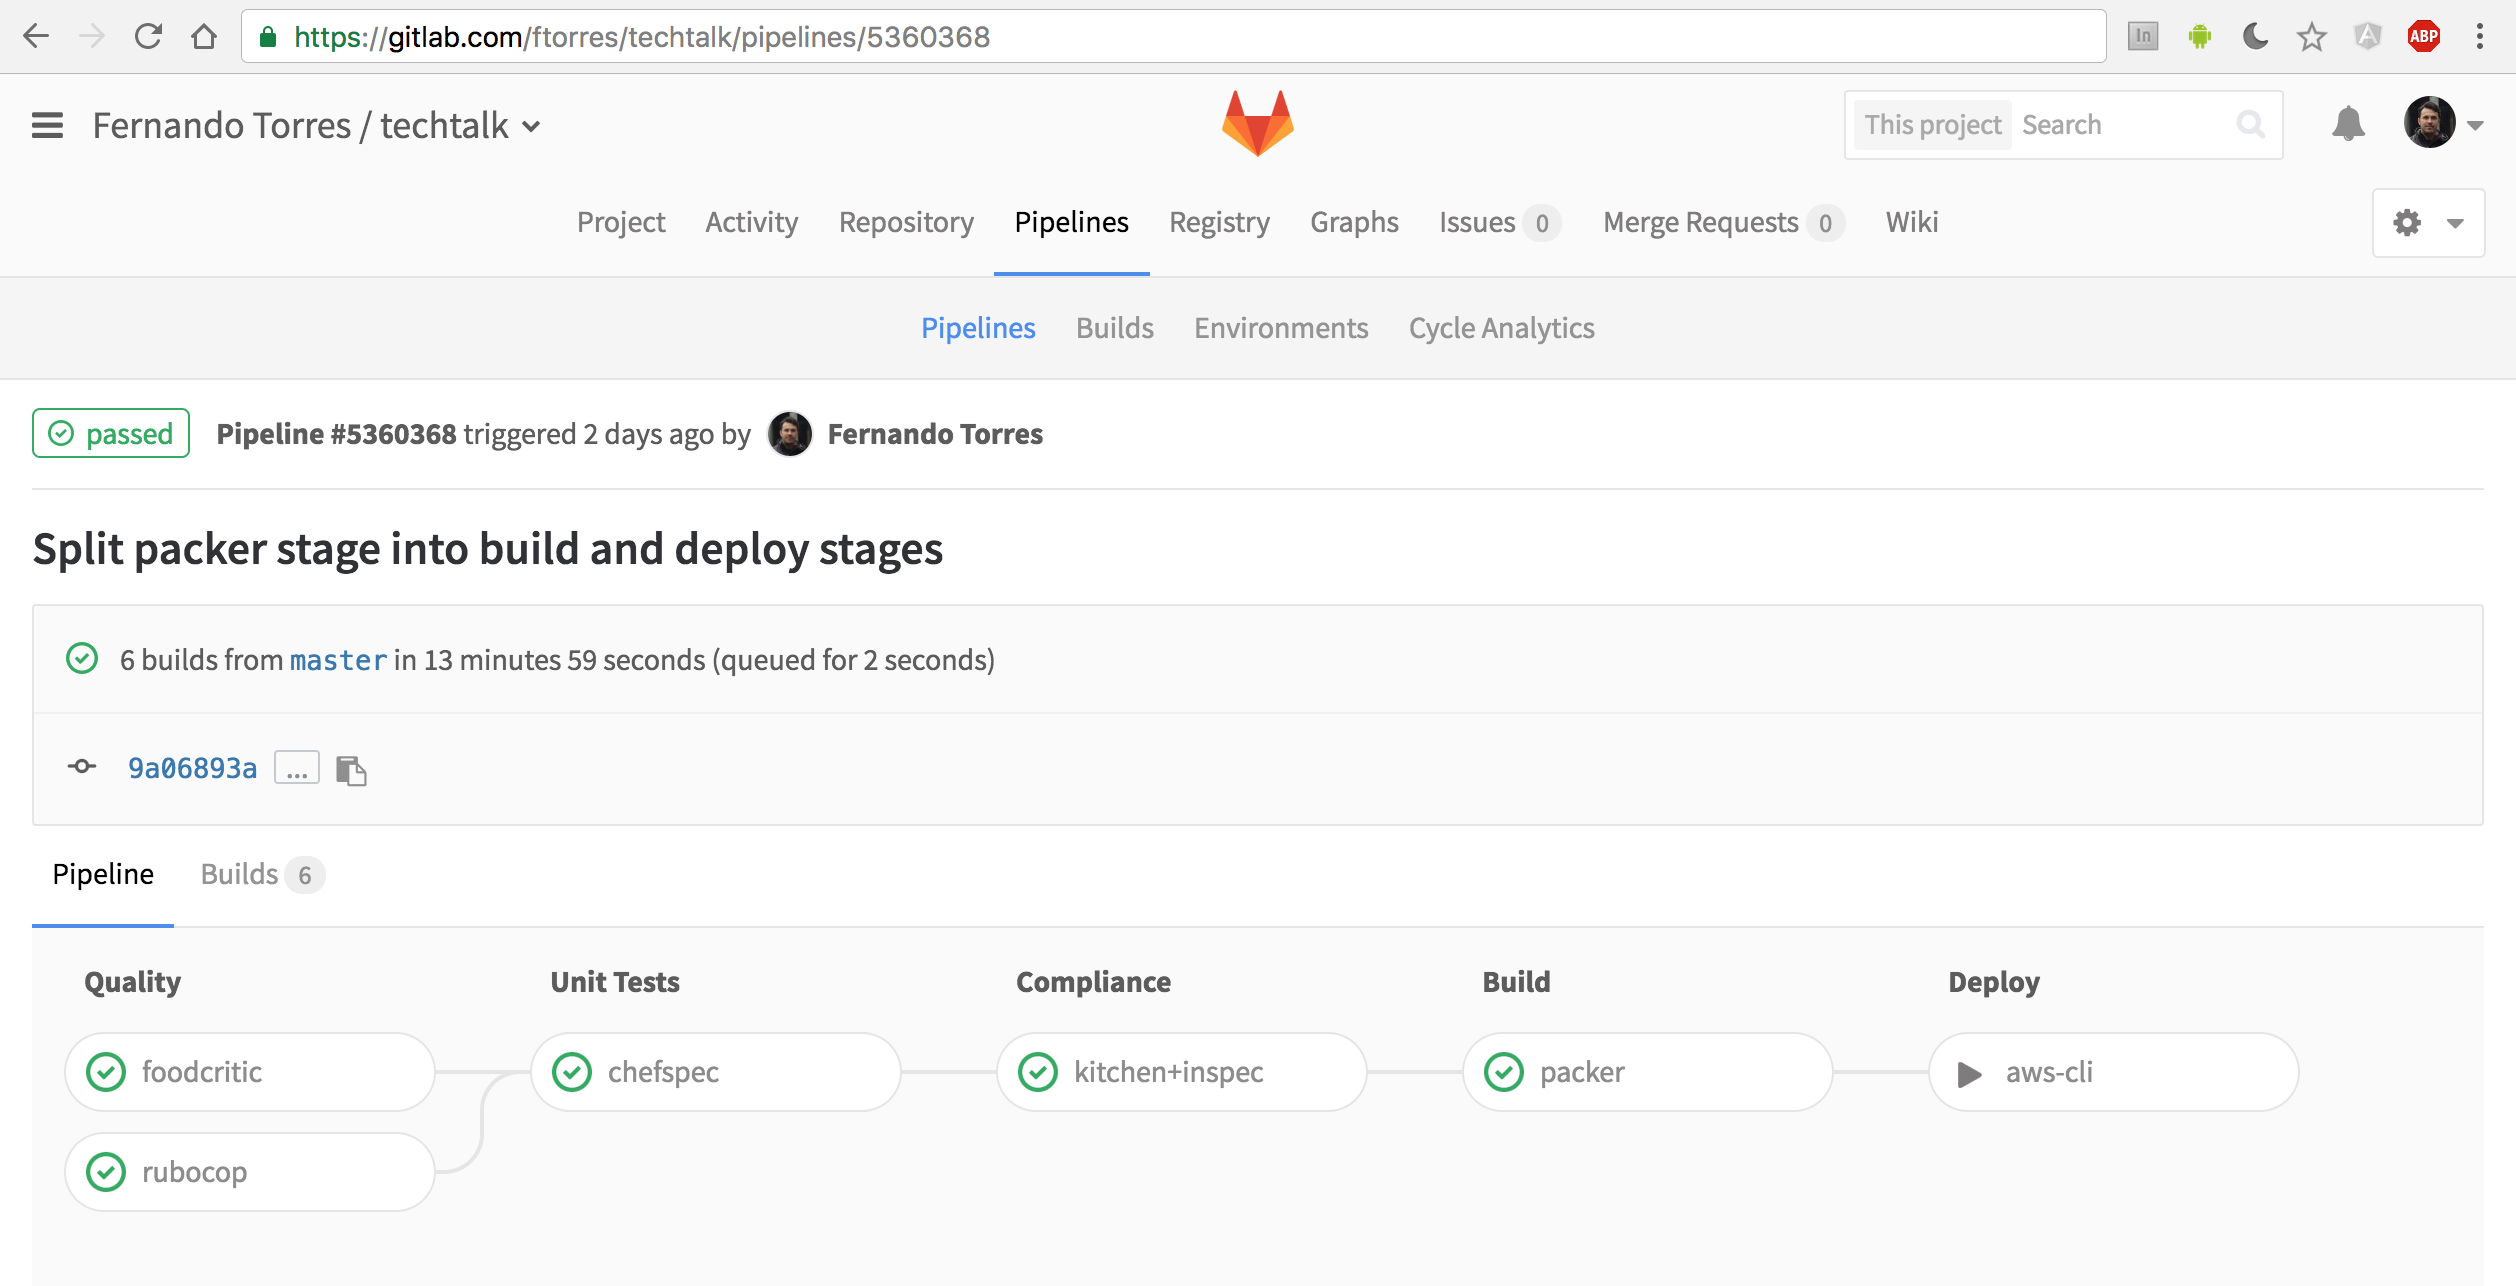 https://gitlab.com/ftorres/techtalk/pipelines/5360368
In
ABP
Fernando Torres / techtalk
This project Search
Project Activity Repository Pipelines Registry Graphs Issues 0 Merge Requests 0 Wiki
Pipelines Builds Environments Cycle Analytics
passed Pipeline #5360368 triggered 2 days ago by Fernando Torres
Split packer stage into build and deploy stages
6 builds from master in 13 minutes 59 seconds (queued for 2 seconds)
9a06893a ...
Pipeline Builds 6
Quality Unit Tests Compliance Build Deploy
foodcritic chefspec kitchen+inspec packer aws-cli
rubocop